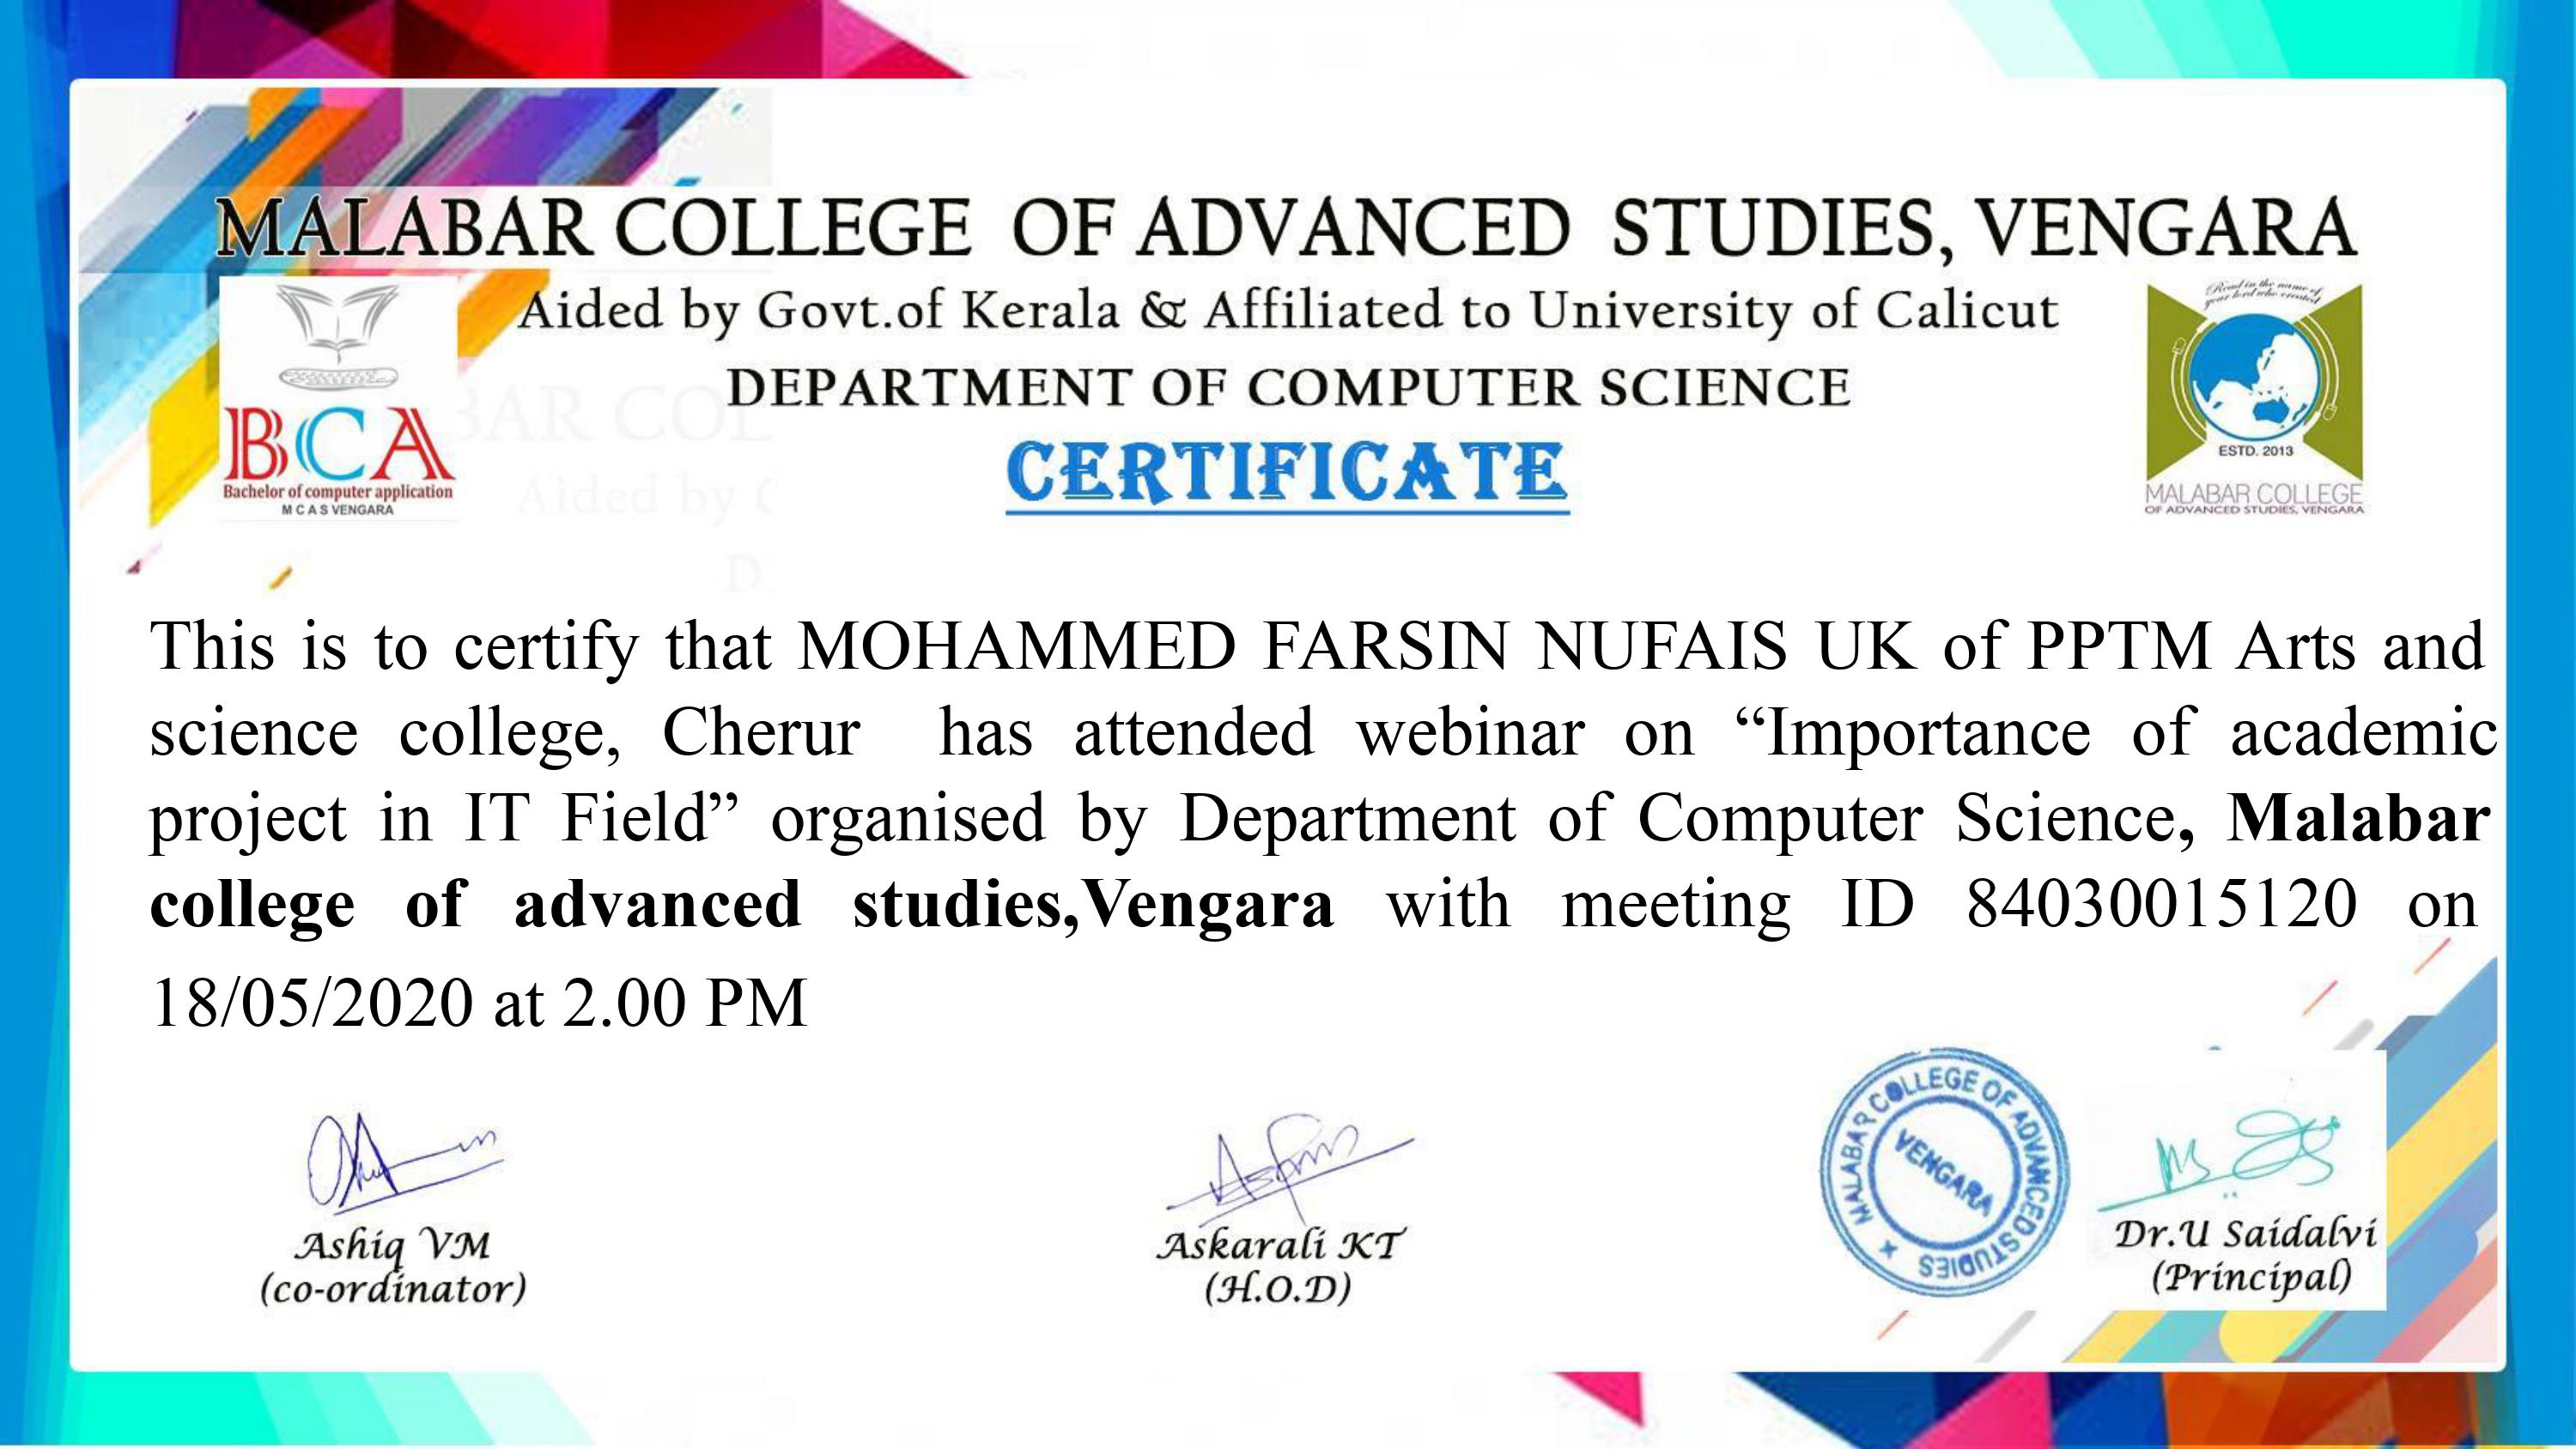 MALABAR COLLEGE OF ADVANCED STUDIES, VENGARA
Aided by Govt.of Kerala & Affiliated to University of Calicut
DEPARTMENT OF COMPUTER SCIENCE
CERTIFICATE
BCA
Bachelor of computer application
M C A S VENGARA
Read in the name of
your lord who created
ESTD. 2013
MALABAR COLLEGE
OF ADVANCED STUDIES, VENGARA
This is to certify that MOHAMMED FARSIN NUFAIS UK of PPTM Arts and
science college, Cherur has attended webinar on “Importance of academic
project in IT Field” organised by Department of Computer Science, Malabar
college of advanced studies,Vengara with meeting ID 84030015120 on
18/05/2020 at 2.00 PM
Ashiq VM
(co-ordinator)
Askarali KT
(H.O.D)
MALABAR COLLEGE OF ADVANCED STUDIES
VENGARA
Dr.U Saidalvi
(Principal)